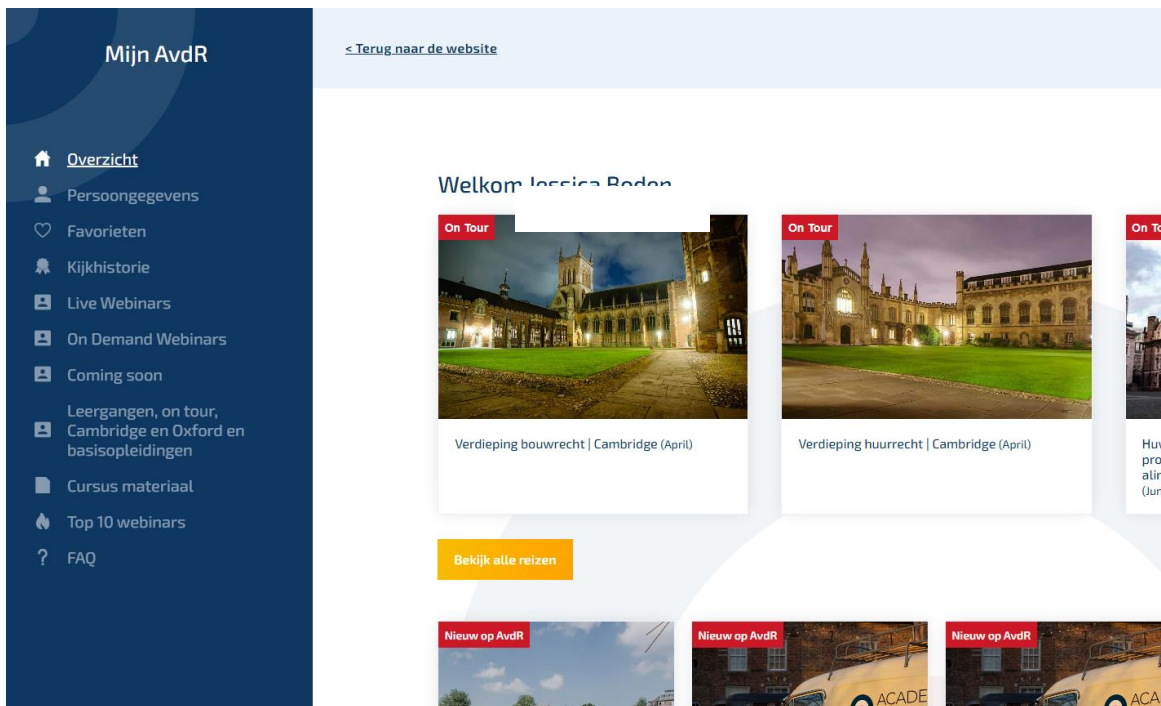 Mijn AvdR
< Terug naar de website
Overzicht
Persoongegevens
Favorieten
Kijkhistorie
Live Webinars
On Demand Webinars
Coming soon
Leergangen, on tour,
Cambridge en Oxford en
basisopleidingen
Cursus materiaal
Top 10 webinars
FAQ
Welkom
On Tour
On Tour
On
Verdieping bouwrecht | Cambridge (April)
Verdieping huurrecht | Cambridge (April)
Bekijk alle reizen
Nieuw op AvdR
Nieuw op AvdR
Nieuw op AvdR